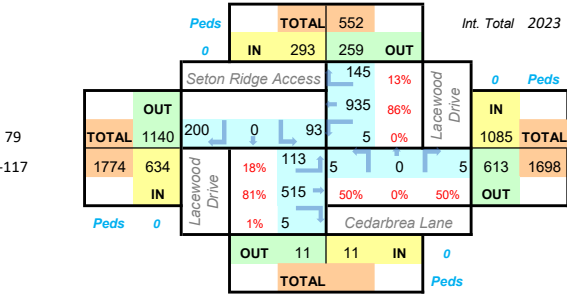 Peds TOTAL 552 Int. Total 2023
0 IN 293 259 OUT
Seton Ridge Access 145 13% Lacewood Drive 0 Peds
OUT 935 86% IN
79 TOTAL 1140 200 0 93 5 0% 1085 TOTAL
-117 1774 634 Lacewood Drive 18% 113 5 0 5 613 1698
IN 81% 515 50% 0% 50% OUT
Peds 0 1% 5 Cedarbrea Lane
OUT 11 11 IN 0
TOTAL Peds